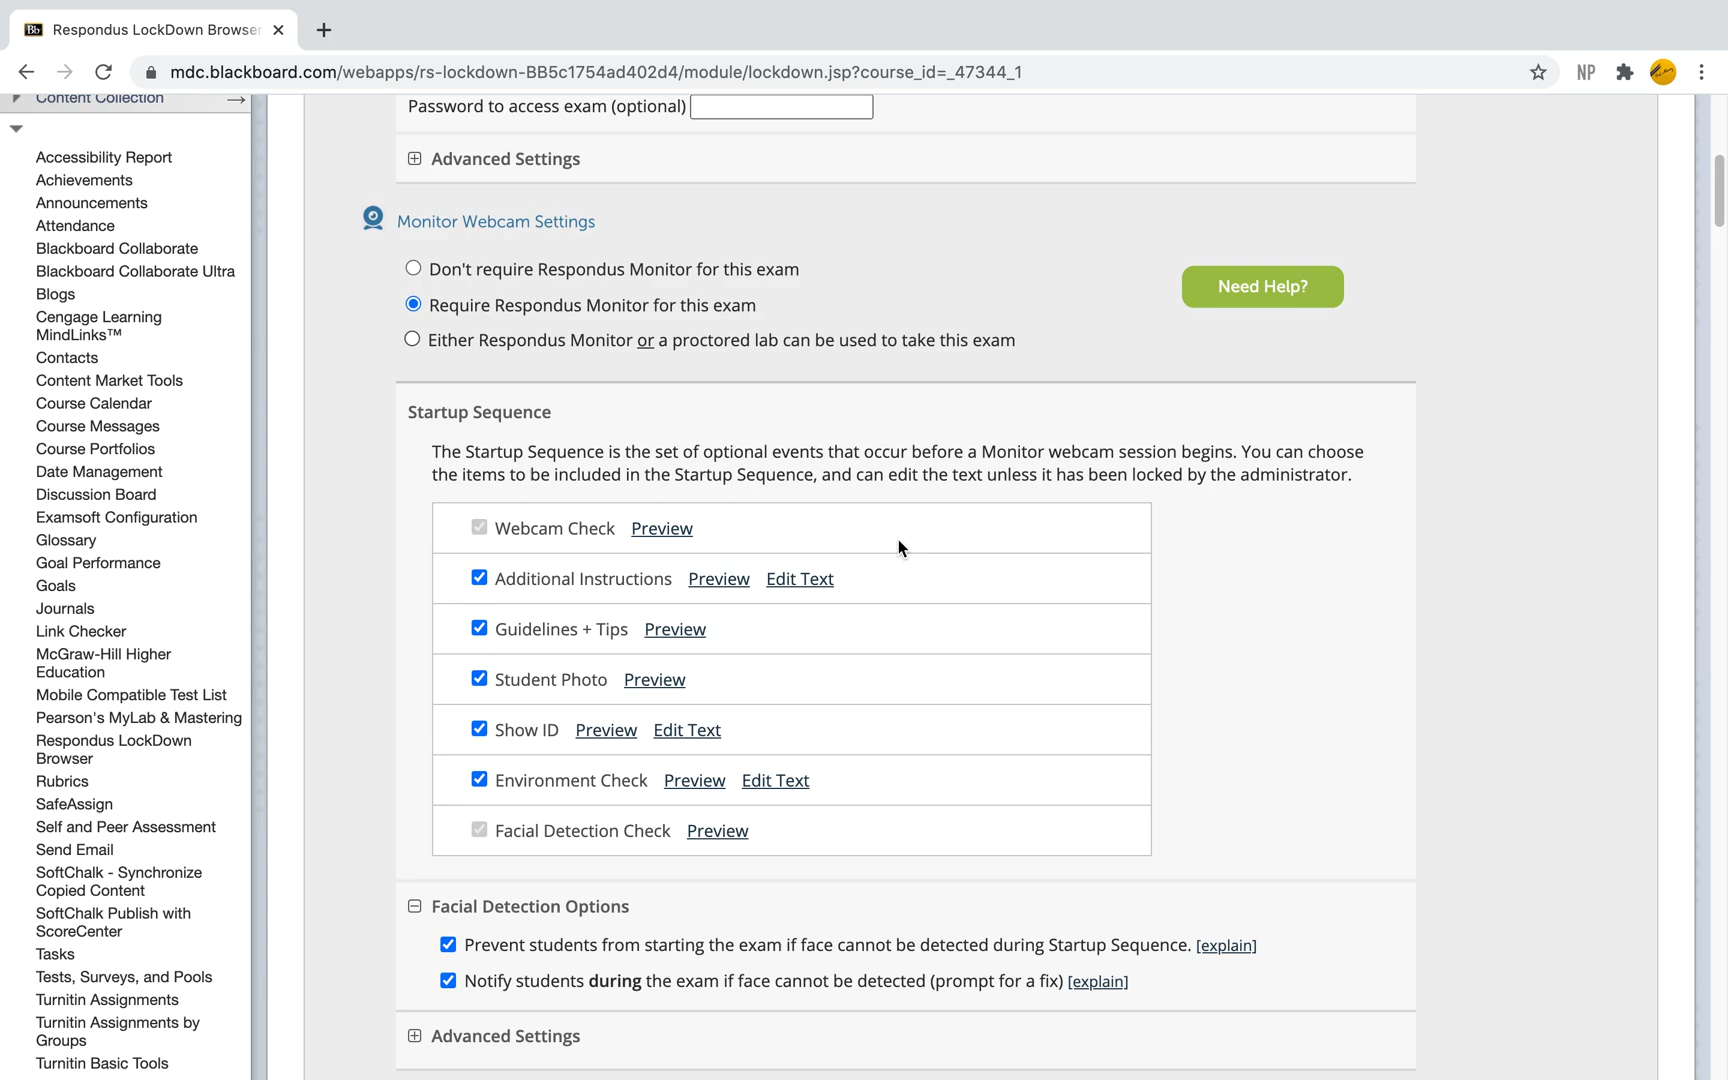 Bb Respondus LockDown Browser
mdc.blackboard.com/webapps/rs-lockdown-BB5c1754ad402d4/module/lockdown.jsp?course_id=_47344_1
NP
Content Collection
Accessibility Report
Achievements
Announcements
Attendance
Blackboard Collaborate
Blackboard Collaborate Ultra
Blogs
Cengage Learning
MindLinks™
Contacts
Content Market Tools
Course Calendar
Course Messages
Course Portfolios
Date Management
Discussion Board
Examsoft Configuration
Glossary
Goal Performance
Goals
Journals
Link Checker
McGraw-Hill Higher
Education
Mobile Compatible Test List
Pearson's MyLab & Mastering
Respondus LockDown
Browser
Rubrics
SafeAssign
Self and Peer Assessment
Send Email
SoftChalk - Synchronize
Copied Content
SoftChalk Publish with
ScoreCenter
Tasks
Tests, Surveys, and Pools
Turnitin Assignments
Turnitin Assignments by
Groups
Turnitin Basic Tools
Password to access exam (optional)
Advanced Settings
Monitor Webcam Settings
Don't require Respondus Monitor for this exam
Require Respondus Monitor for this exam
Either Respondus Monitor or a proctored lab can be used to take this exam
Need Help?
Startup Sequence
The Startup Sequence is the set of optional events that occur before a Monitor webcam session begins. You can choose
the items to be included in the Startup Sequence, and can edit the text unless it has been locked by the administrator.
Webcam Check Preview
Additional Instructions Preview Edit Text
Guidelines + Tips Preview
Student Photo Preview
Show ID Preview Edit Text
Environment Check Preview Edit Text
Facial Detection Check Preview
Facial Detection Options
Prevent students from starting the exam if face cannot be detected during Startup Sequence. [explain]
Notify students during the exam if face cannot be detected (prompt for a fix) [explain]
Advanced Settings